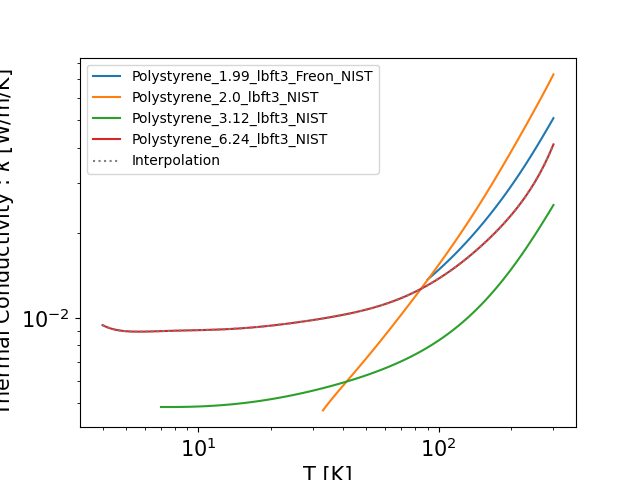 Polystyrene_1.99_lbft3_Freon_NIST
Polystyrene_2.0_lbft3_NIST
Polystyrene_3.12_lbft3_NIST
Polystyrene_6.24_lbft3_NIST
Interpolation
Thermal Conductivity : k [W/m/K]
10⁻²
10¹
10²
T [K]